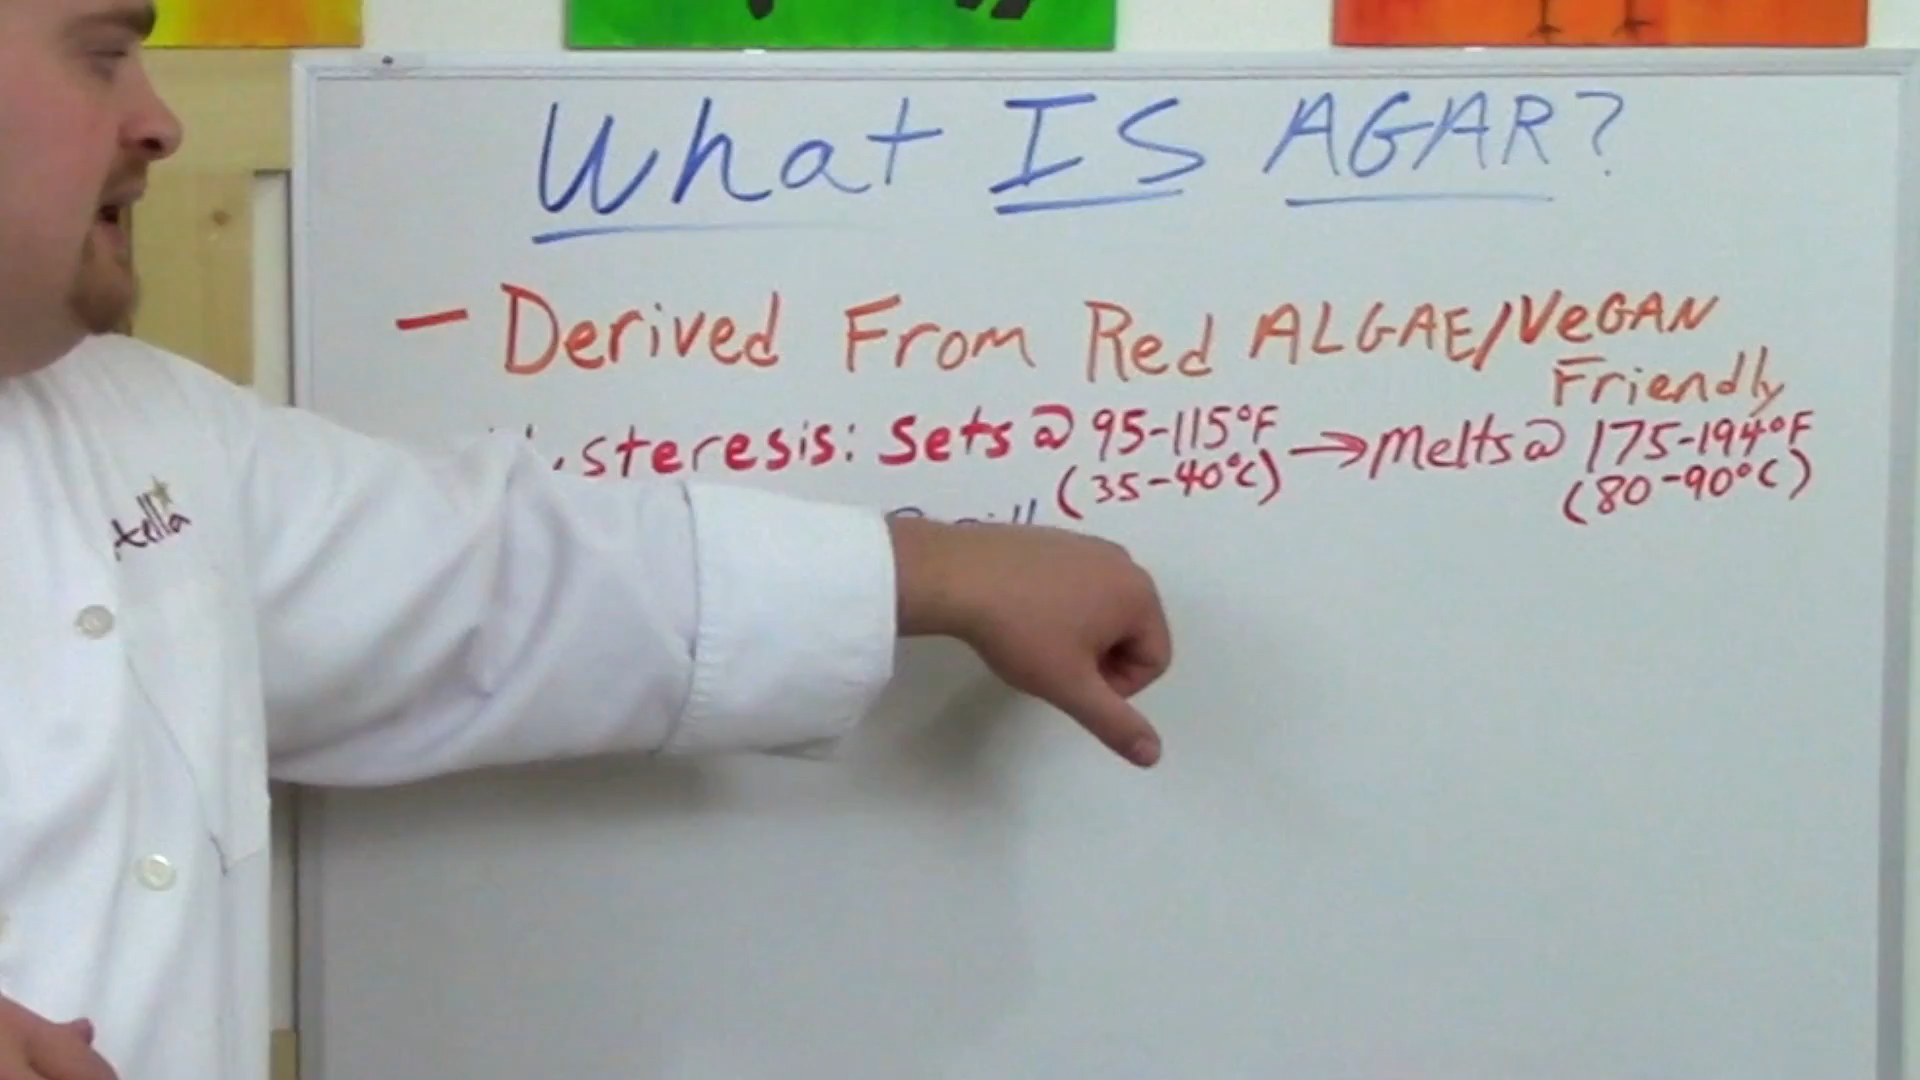 What IS AGAR?
- Derived From Red ALGAE/VeGAN
Friendly
steresis: Sets @ 95-115°F → Melts @ 175-194°F
(35-40°C) (80-90°C)